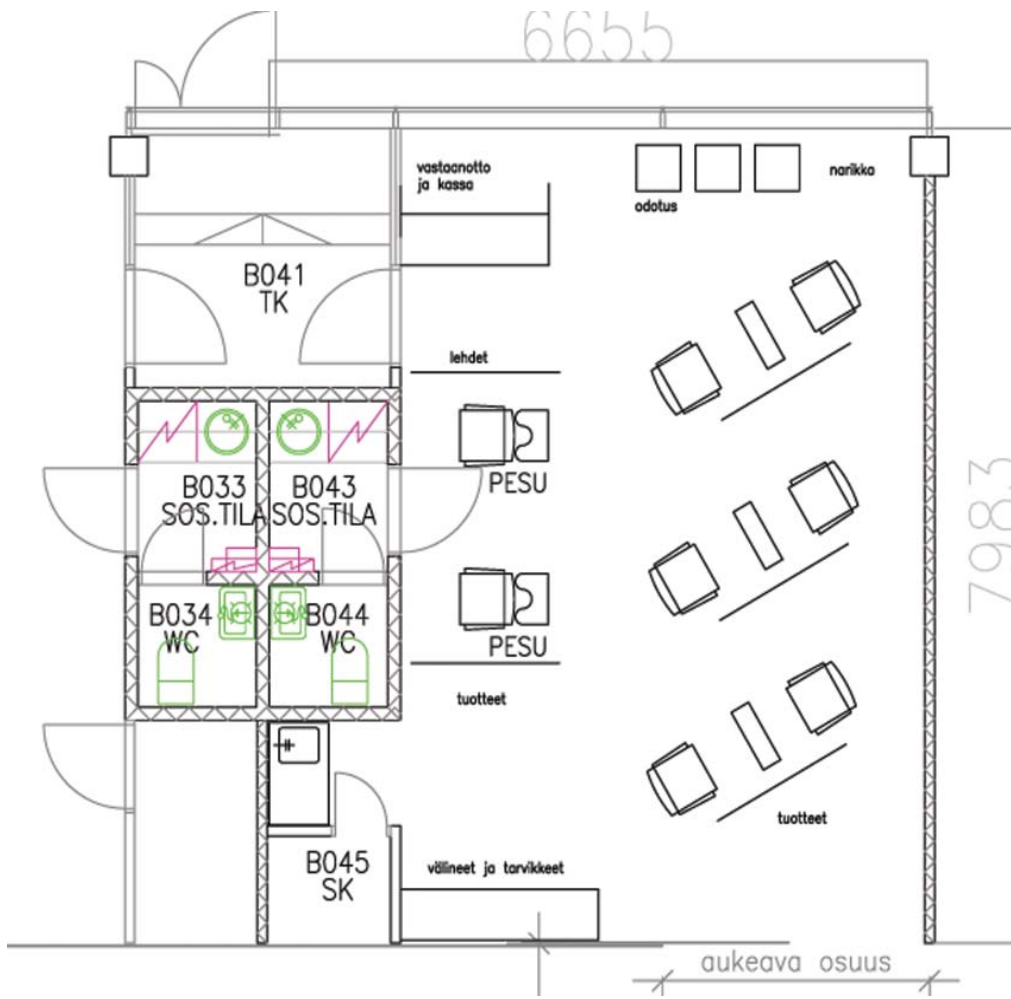 6655
vastaanotto
ja kassa
narikka
odotus
B041
TK
lehdet
B033
SOS.TILA
B043
SOS.TILA
PESU
7983
B034
WC
B044
WC
PESU
tuotteet
tuotteet
B045
SK
välineet ja tarvikkeet
aukeava osuus